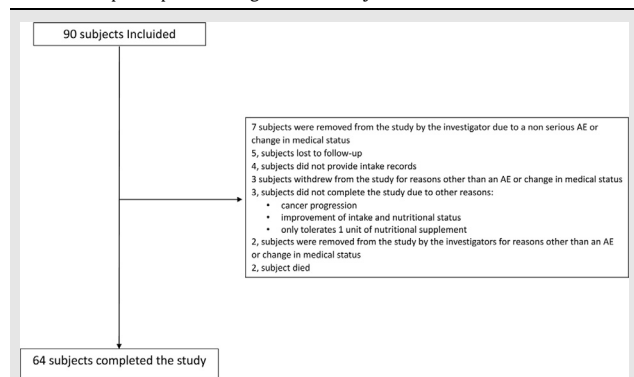 90 subjects Incluided
7 subjects were removed from the study by the investigator due to a non serious AE or
change in medical status
5, subjects lost to follow-up
4, subjects did not provide intake records
3 subjects withdrew from the study for reasons other than an AE or change in medical status
3, subjects did not complete the study due to other reasons:
• cancer progression
• improvement of intake and nutritional status
• only tolerates 1 unit of nutritional supplement
2, subjects were removed from the study by the investigators for reasons other than an AE
or change in medical status
2, subject died
64 subjects completed the study